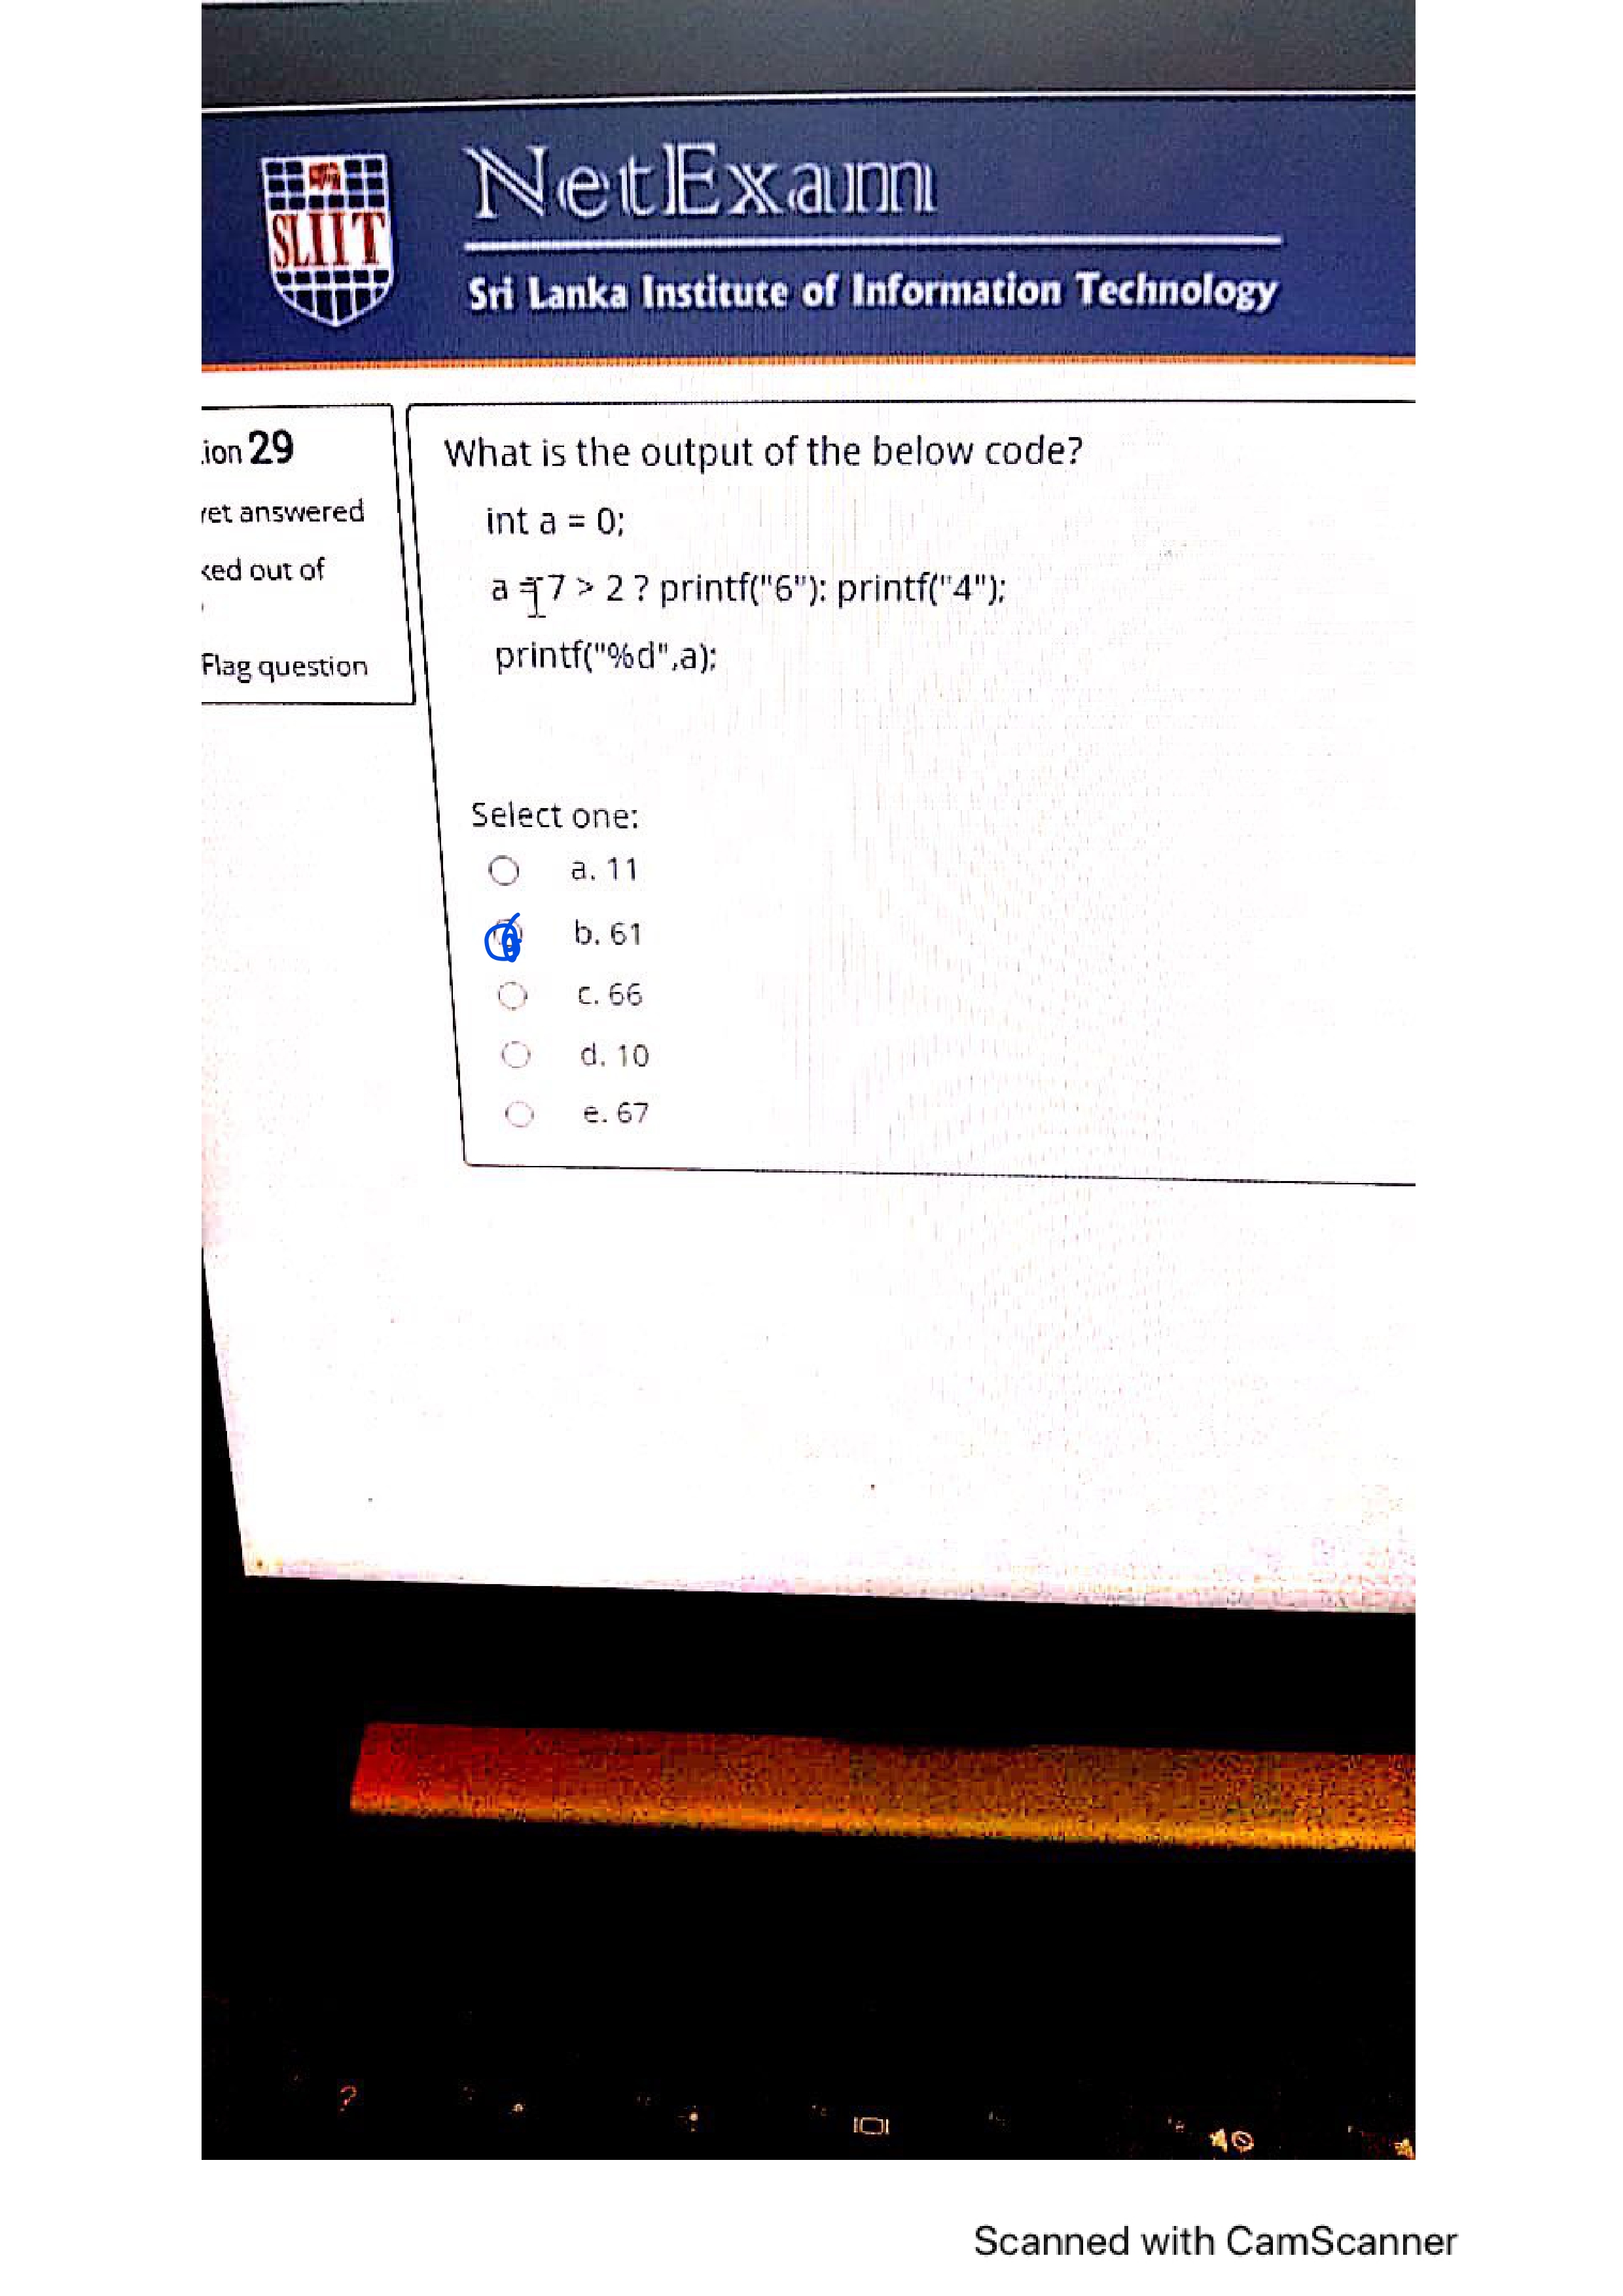 SLIIT
NetExam
Sri Lanka Institute of Information Technology
ion 29
yet answered
ked out of
Flag question
What is the output of the below code?
int a = 0;
a = 7 > 2 ? printf("6"): printf("4");
printf("%d",a);
Select one:
a. 11
b. 61
c. 66
d. 10
e. 67
?
Scanned with CamScanner